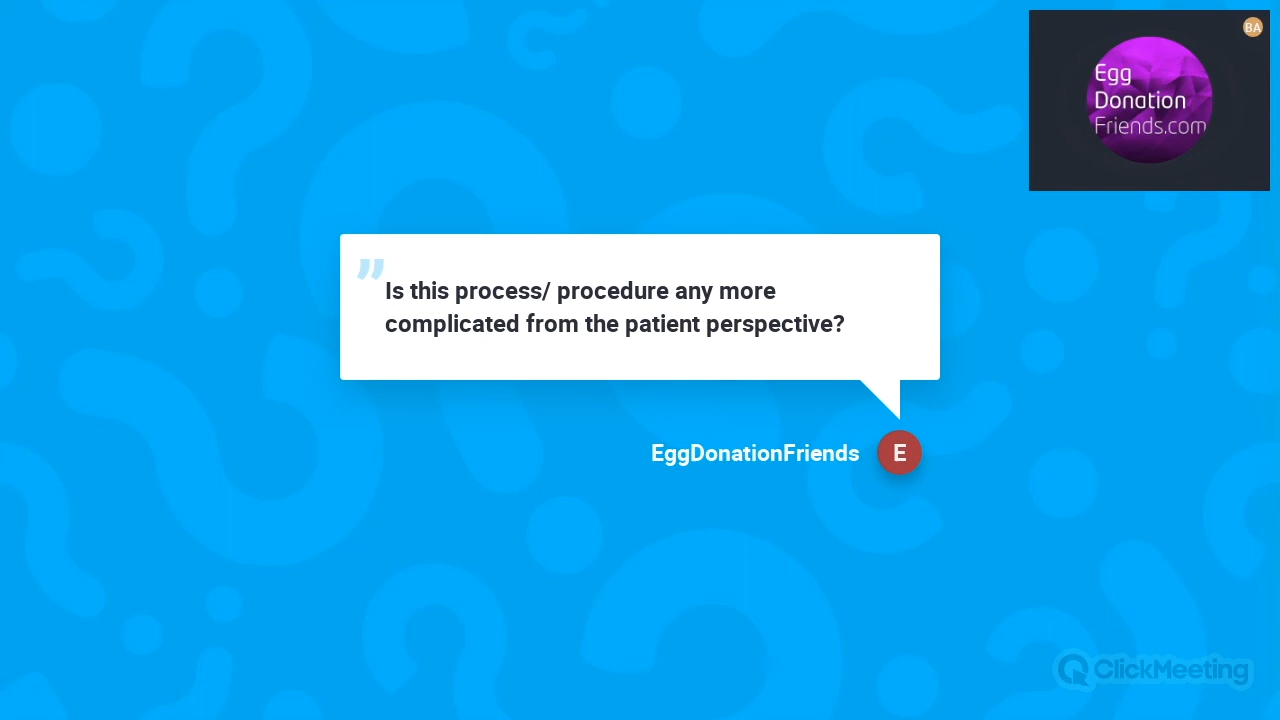 BA
Egg
Donation
Friends.com
" Is this process/ procedure any more
complicated from the patient perspective?
EggDonationFriends E
ClickMeeting